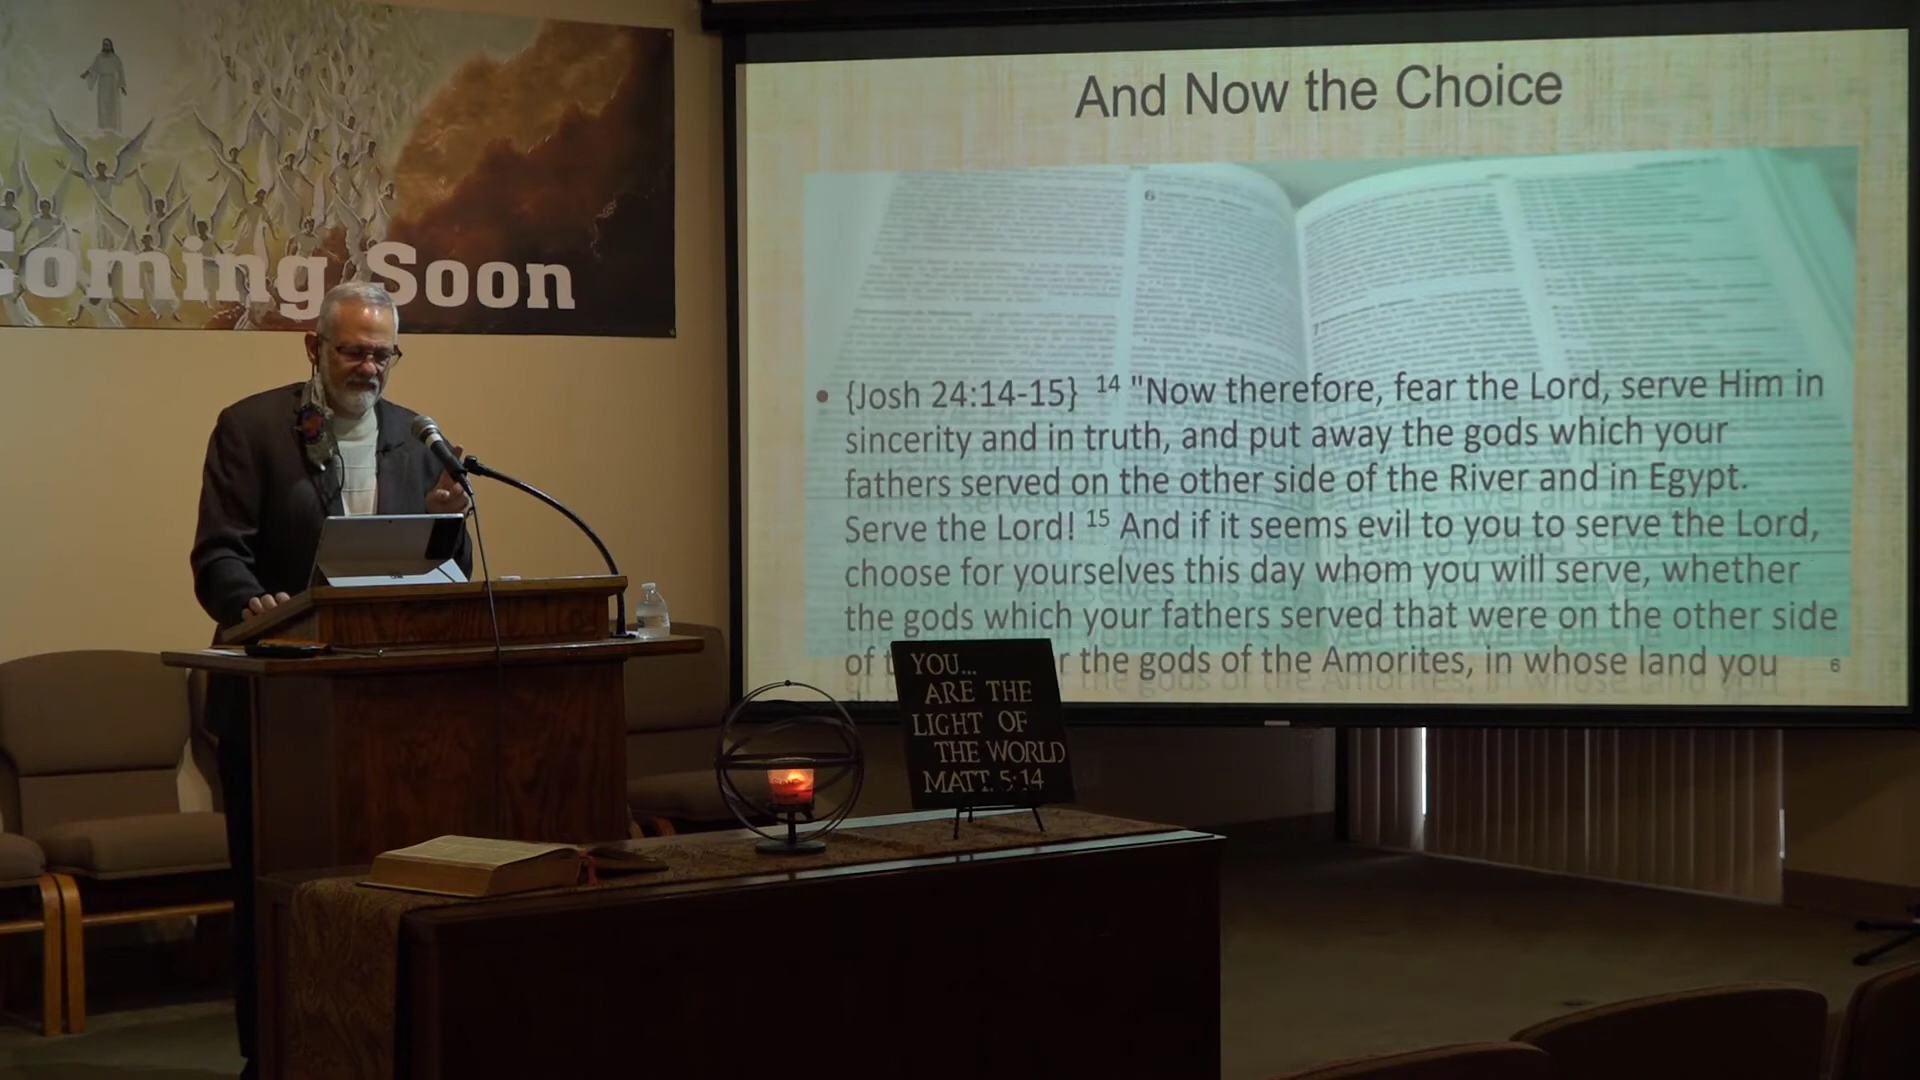 Coming Soon
And Now the Choice
• {Josh 24:14-15} 14 "Now therefore, fear the Lord, serve Him in
sincerity and in truth, and put away the gods which your
fathers served on the other side of the River and in Egypt.
Serve the Lord! 15 And if it seems evil to you to serve the Lord,
choose for yourselves this day whom you will serve, whether
the gods which your fathers served that were on the other side
of the gods of the Amorites, in whose land you
6
YOU...
ARE THE
LIGHT OF
THE WORLD
MATT. 5:14